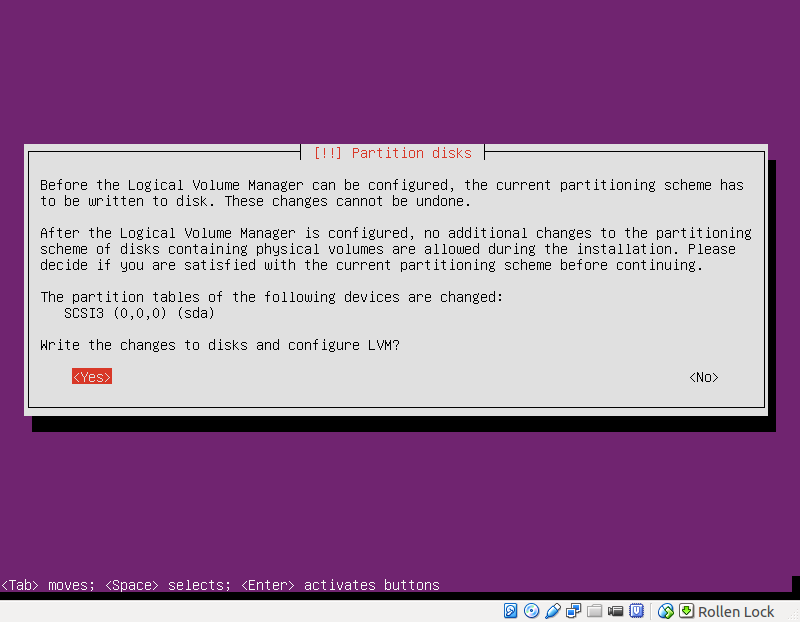 [!!] Partition disks
Before the Logical Volume Manager can be configured, the current partitioning scheme has
to be written to disk. These changes cannot be undone.
After the Logical Volume Manager is configured, no additional changes to the partitioning
scheme of disks containing physical volumes are allowed during the installation. Please
decide if you are satisfied with the current partitioning scheme before continuing.
The partition tables of the following devices are changed:
SCSI3 (0,0,0) (sda)
Write the changes to disks and configure LVM?
<Yes> <No>
<Tab> moves; <Space> selects; <Enter> activates buttons
Rollen Lock